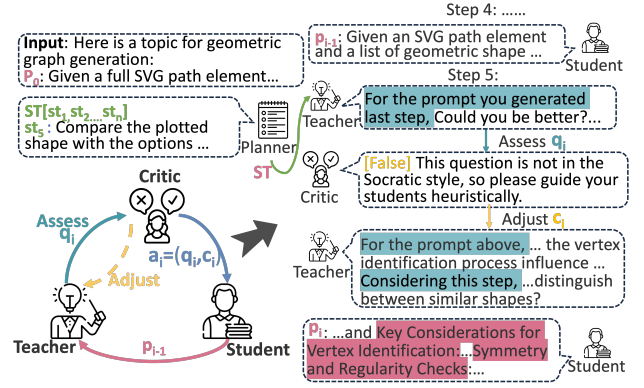 Input: Here is a topic for geometric
graph generation:
P0: Given a full SVG path element...
ST[st1,st2,...stn]
st5 : Compare the plotted
shape with the options ...
Planner
ST
Critic
Assess
qi
ai=(qi,ci)
Adjust
Teacher
Student
pi-1
Step 4: ......
pi-1: Given an SVG path element
and a list of geometric shape ...
Student
Step 5:
Teacher
For the prompt you generated
last step, Could you be better?...
Assess qi
Critic
[False] This question is not in the
Socratic style, so please guide your
students heuristically.
Adjust ci
Teacher
For the prompt above, ... the vertex
identification process influence ...
Considering this step, ...distinguish
between similar shapes?
pi: ...and Key Considerations for
Vertex Identification:...Symmetry
and Regularity Checks:...
Student